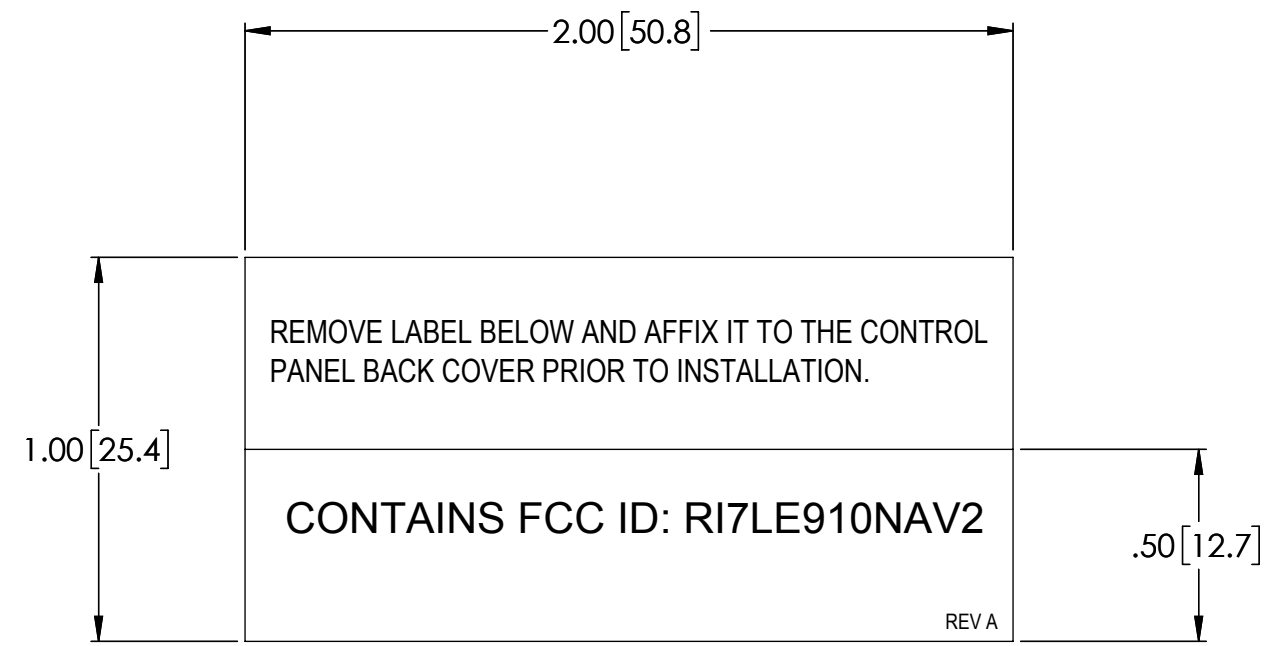 2.00[50.8]
REMOVE LABEL BELOW AND AFFIX IT TO THE CONTROL
PANEL BACK COVER PRIOR TO INSTALLATION.
1.00[25.4]
CONTAINS FCC ID: RI7LE910NAV2
.50[12.7]
REV A